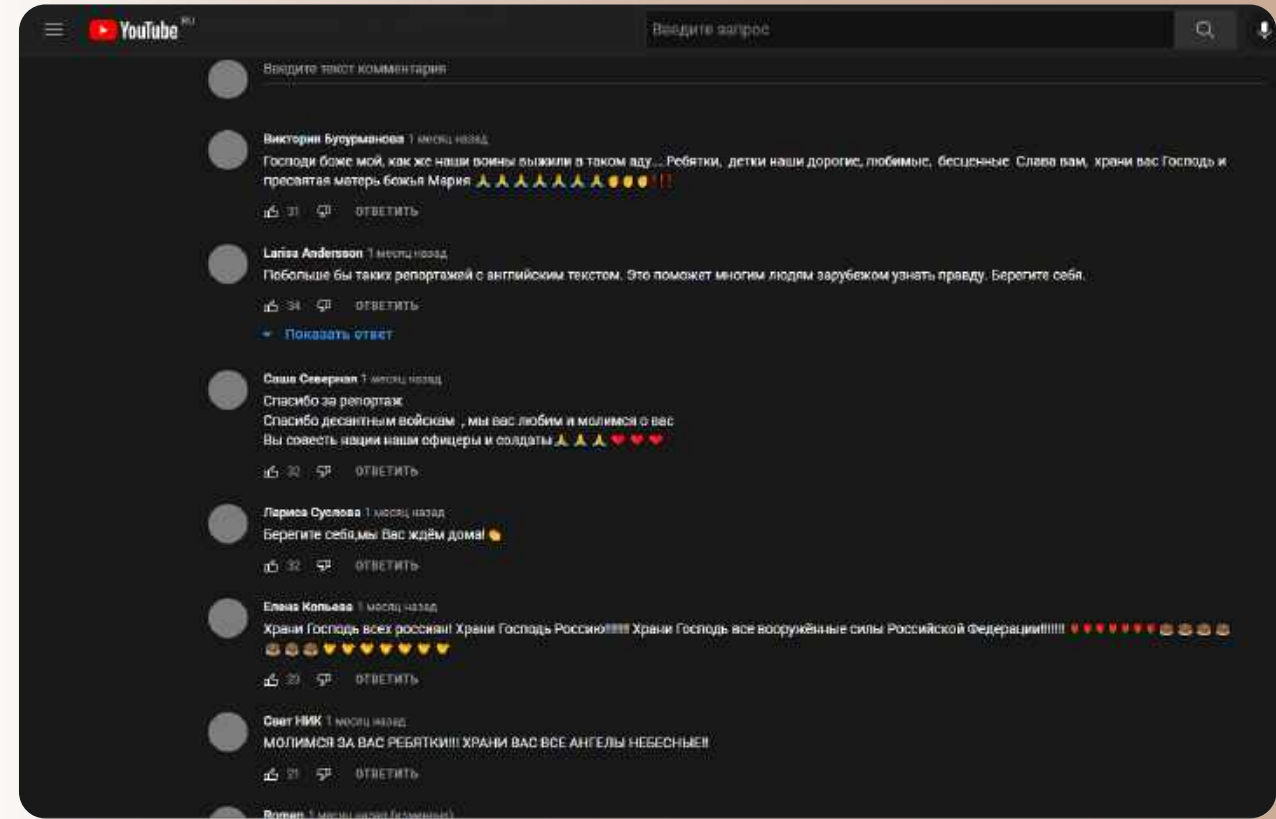 YouTube RU
Введите запрос
Введите текст комментария
Виктория Бусурманова 1 месяц назад
Господи боже мой, как же наши воины выжили в таком аду....Ребятки, детки наши дорогие, любимые, бесценные Слава вам, храни вас Господь и
пресвятая матерь божья Мария 🙏🙏🙏🙏🙏🙏🙏✊✊✊!!!
31 ОТВЕТИТЬ
Larisa Andersson 1 месяц назад
Побольше бы таких репортажей с английским текстом. Это поможет многим людям зарубежом узнать правду. Берегите себя.
34 ОТВЕТИТЬ
Показать ответ
Саша Северная 1 месяц назад
Спасибо за репортаж
Спасибо десантным войскам , мы вас любим и молимся о вас
Вы совесть нации наши офицеры и солдаты🙏🙏🙏❤❤❤
32 ОТВЕТИТЬ
Лариса Суслова 1 месяц назад
Берегите себя,мы Вас ждём дома!👏
32 ОТВЕТИТЬ
Елена Копьева 1 месяц назад
Храни Господь всех россиян! Храни Господь Россию!!!!!!! Храни Господь все вооружённые силы Российской Федерации!!!!!!!
ОТВЕТИТЬ
Свет НИК 1 месяц назад
МОЛИМСЯ ЗА ВАС РЕБЯТКИ!!! ХРАНИ ВАС ВСЕ АНГЕЛЫ НЕБЕСНЫЕ!!
21 ОТВЕТИТЬ
Roman 1 месяц назад (изменено)